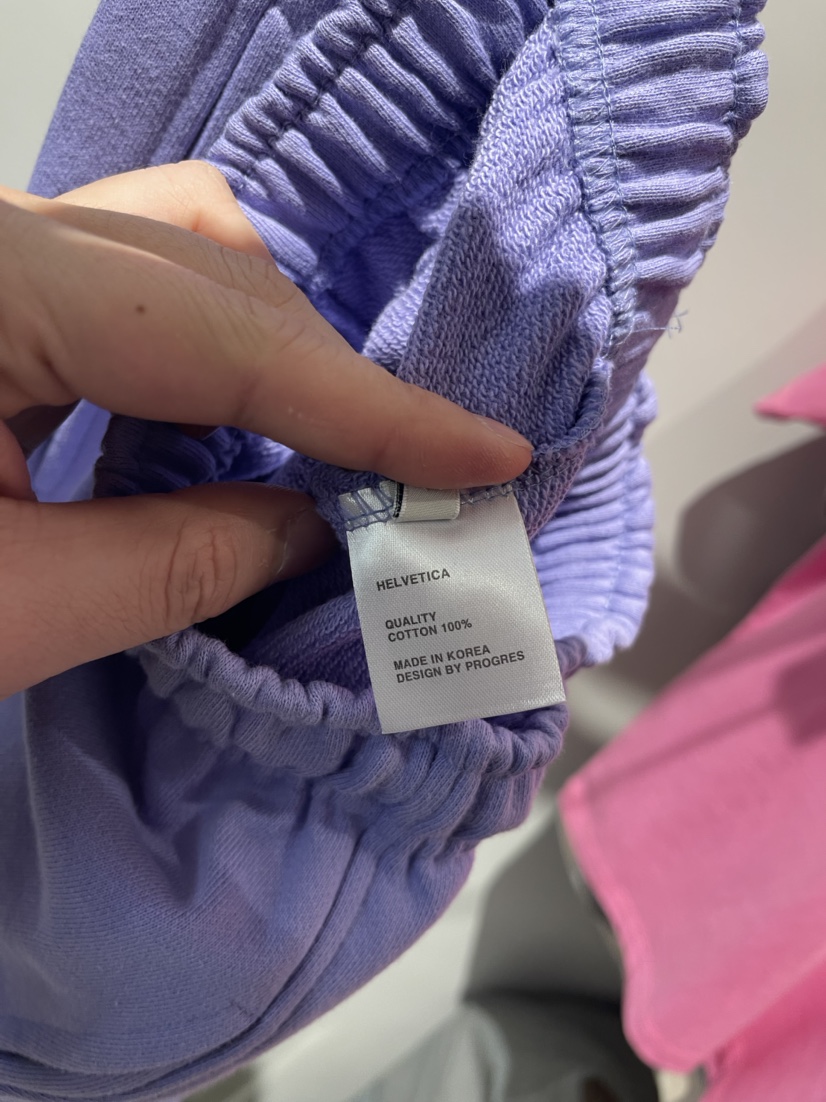 HELVETICA
QUALITY
COTTON 100%
MADE IN KOREA
DESIGN BY PROGRES